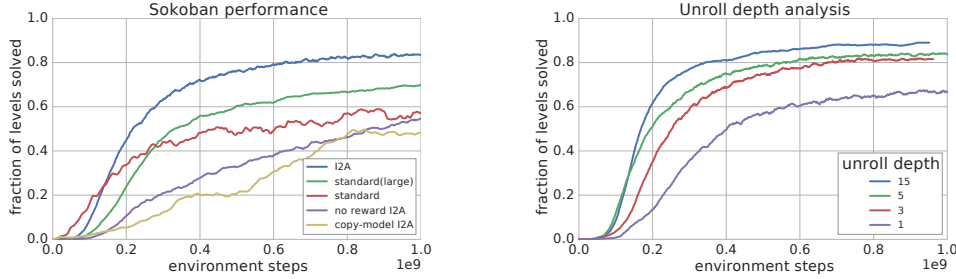 Sokoban performance
fraction of levels solved
1.0
0.8
0.6
0.4
0.2
0.0
0.0 0.2 0.4 0.6 0.8 1.0
1e9
environment steps
I2A
standard(large)
standard
no reward I2A
copy-model I2A
Unroll depth analysis
fraction of levels solved
1.0
0.8
0.6
0.4
0.2
0.0
0.0 0.2 0.4 0.6 0.8 1.0
1e9
environment steps
unroll depth
15
5
3
1